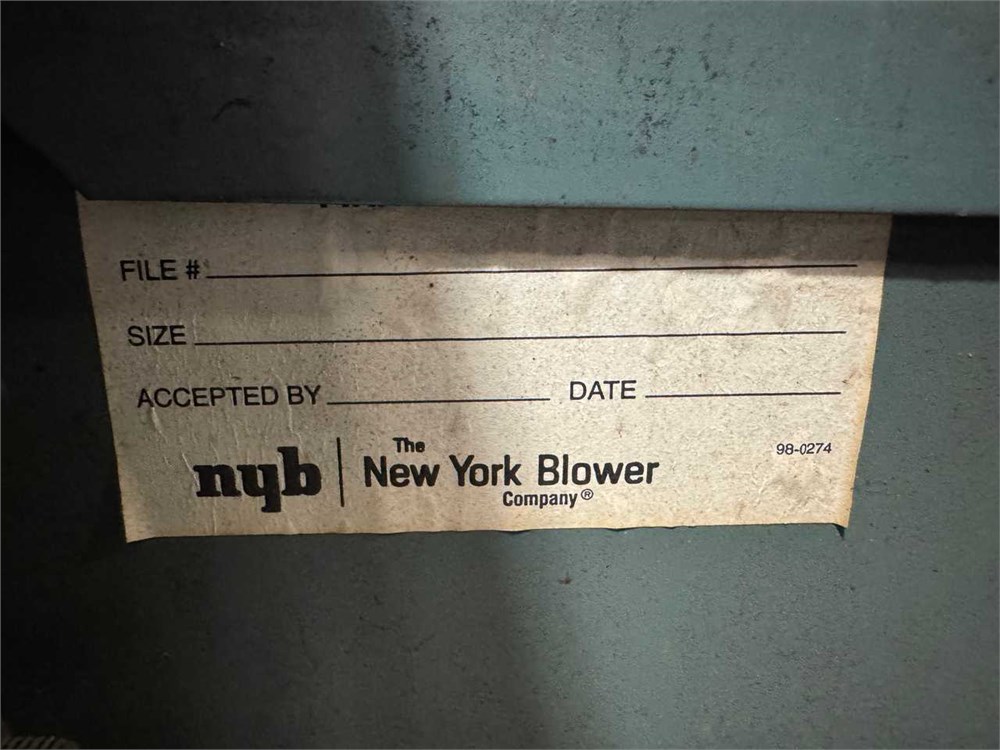 FILE #
SIZE
ACCEPTED BY DATE
98-0274
nyb The New York Blower Company®